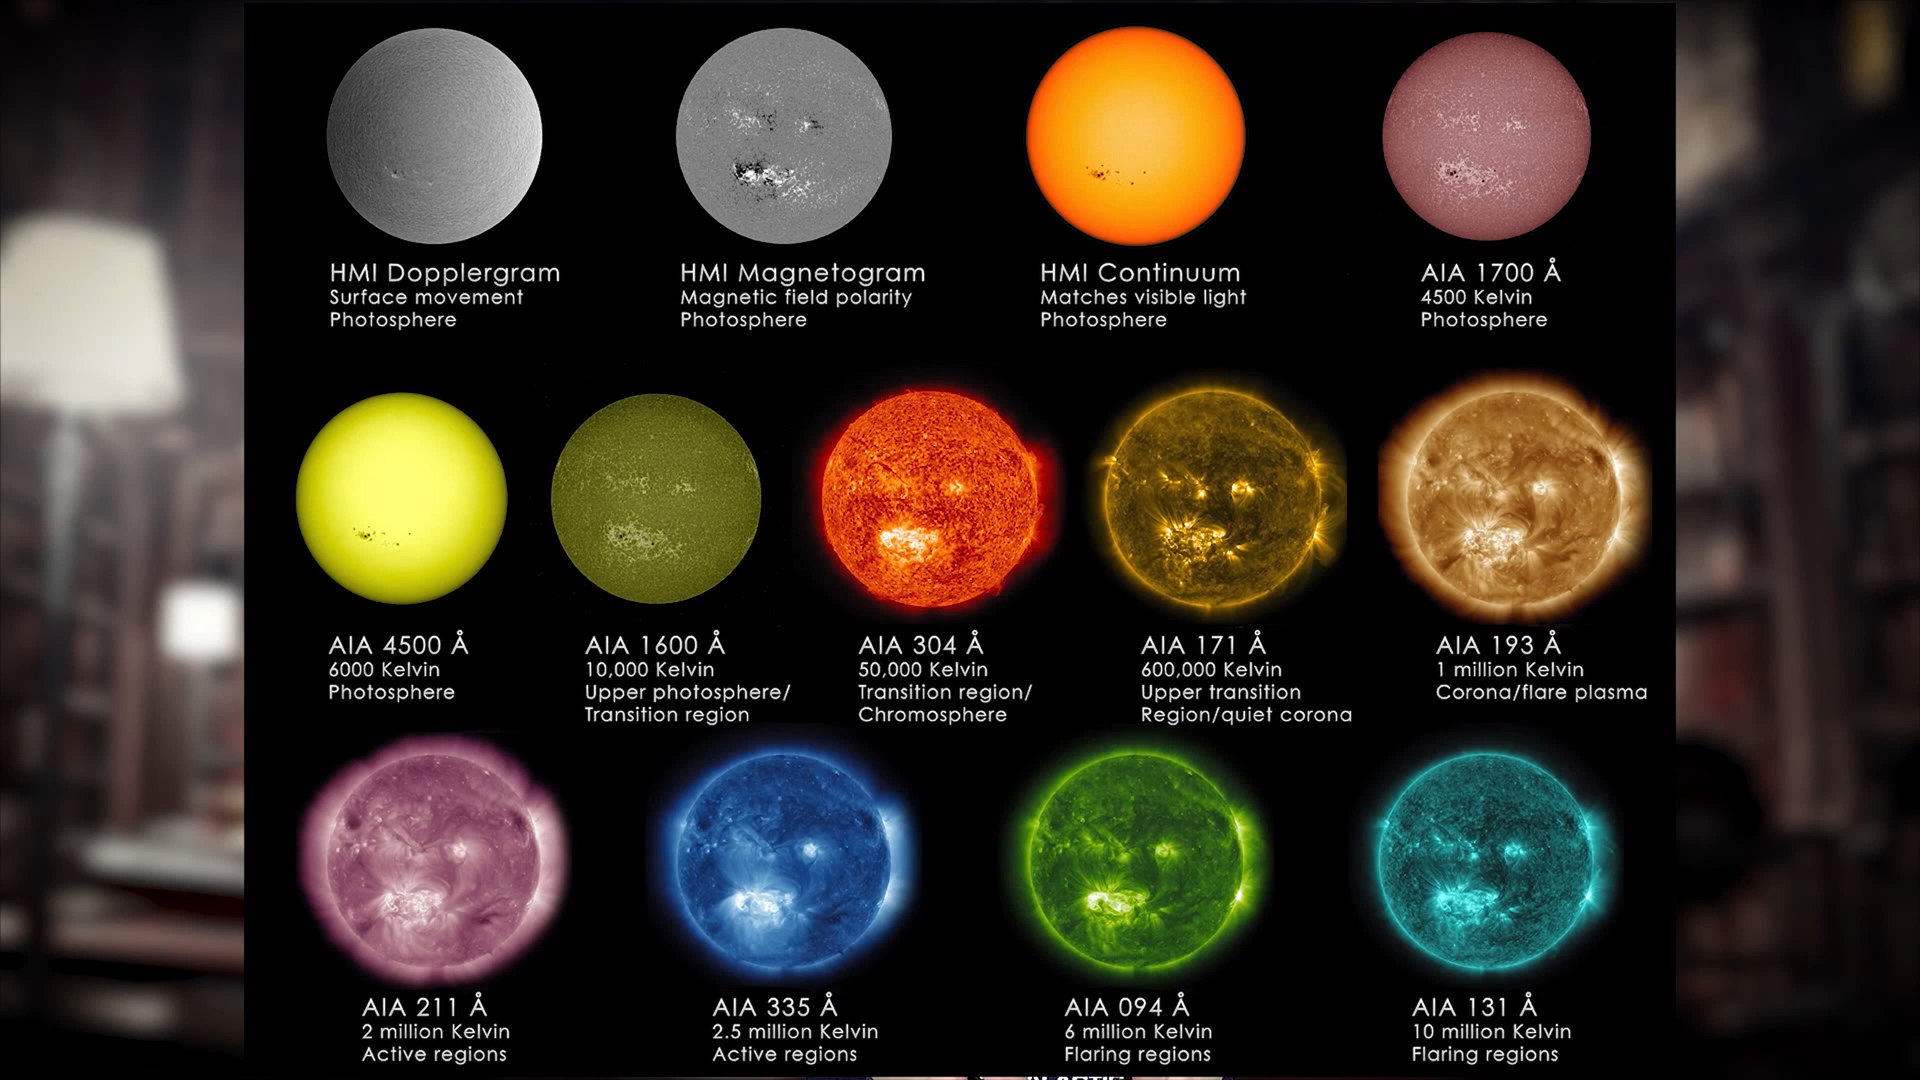 HMI Dopplergram
Surface movement
Photosphere
HMI Magnetogram
Magnetic field polarity
Photosphere
HMI Continuum
Matches visible light
Photosphere
AIA 1700 Å
4500 Kelvin
Photosphere
AIA 4500 Å
6000 Kelvin
Photosphere
AIA 1600 Å
10,000 Kelvin
Upper photosphere/
Transition region
AIA 304 Å
50,000 Kelvin
Transition region/
Chromosphere
AIA 171 Å
600,000 Kelvin
Upper transition
Region/quiet corona
AIA 193 Å
1 million Kelvin
Corona/flare plasma
AIA 211 Å
2 million Kelvin
Active regions
AIA 335 Å
2.5 million Kelvin
Active regions
AIA 094 Å
6 million Kelvin
Flaring regions
AIA 131 Å
10 million Kelvin
Flaring regions